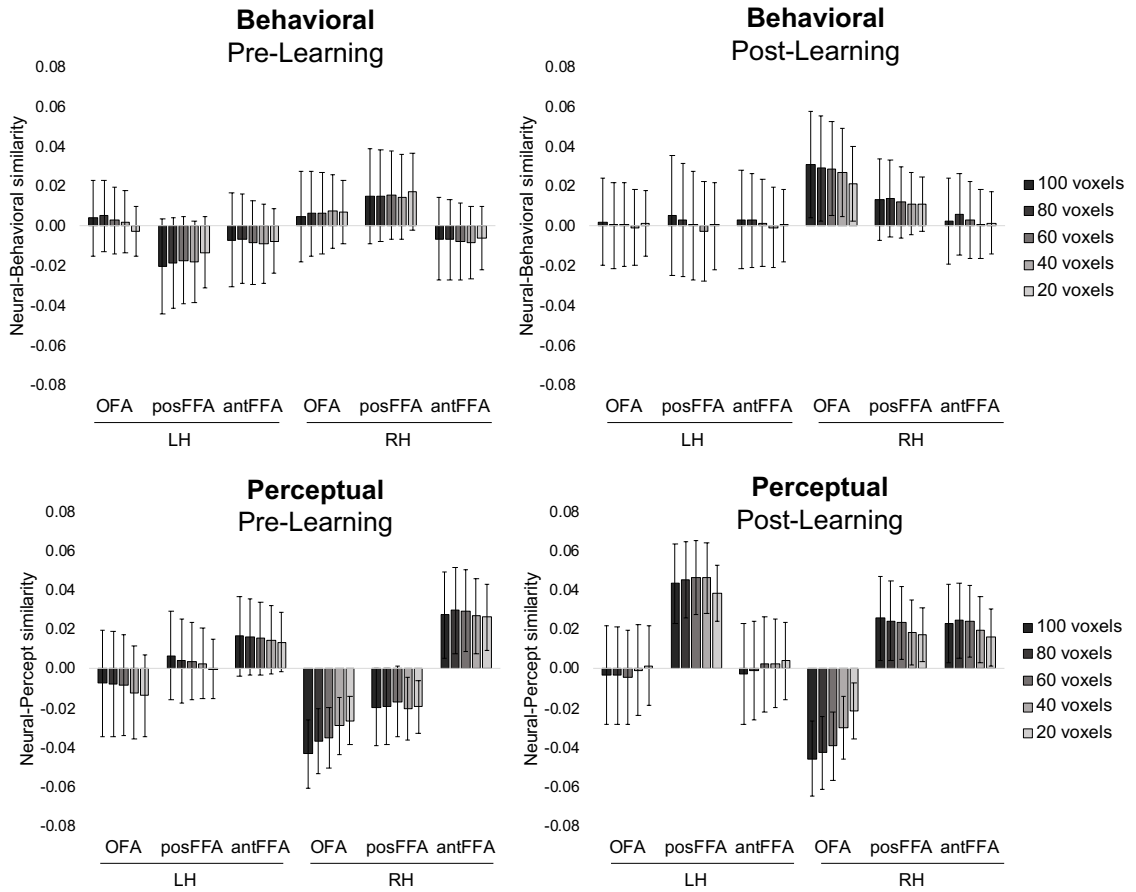 Behavioral
Pre-Learning
Neural-Behavioral similarity
0.08
0.06
0.04
0.02
0.00
-0.02
-0.04
-0.06
-0.08
OFA posFFA antFFA OFA posFFA antFFA
LH RH
Behavioral
Post-Learning
Neural-Behavioral similarity
0.08
0.06
0.04
0.02
0.00
-0.02
-0.04
-0.06
-0.08
OFA posFFA antFFA OFA posFFA antFFA
LH RH
100 voxels
80 voxels
60 voxels
40 voxels
20 voxels
Perceptual
Pre-Learning
Neural-Percept similarity
0.08
0.06
0.04
0.02
0.00
-0.02
-0.04
-0.06
-0.08
OFA posFFA antFFA OFA posFFA antFFA
LH RH
Perceptual
Post-Learning
Neural-Percept similarity
0.08
0.06
0.04
0.02
0.00
-0.02
-0.04
-0.06
-0.08
OFA posFFA antFFA OFA posFFA antFFA
LH RH
100 voxels
80 voxels
60 voxels
40 voxels
20 voxels